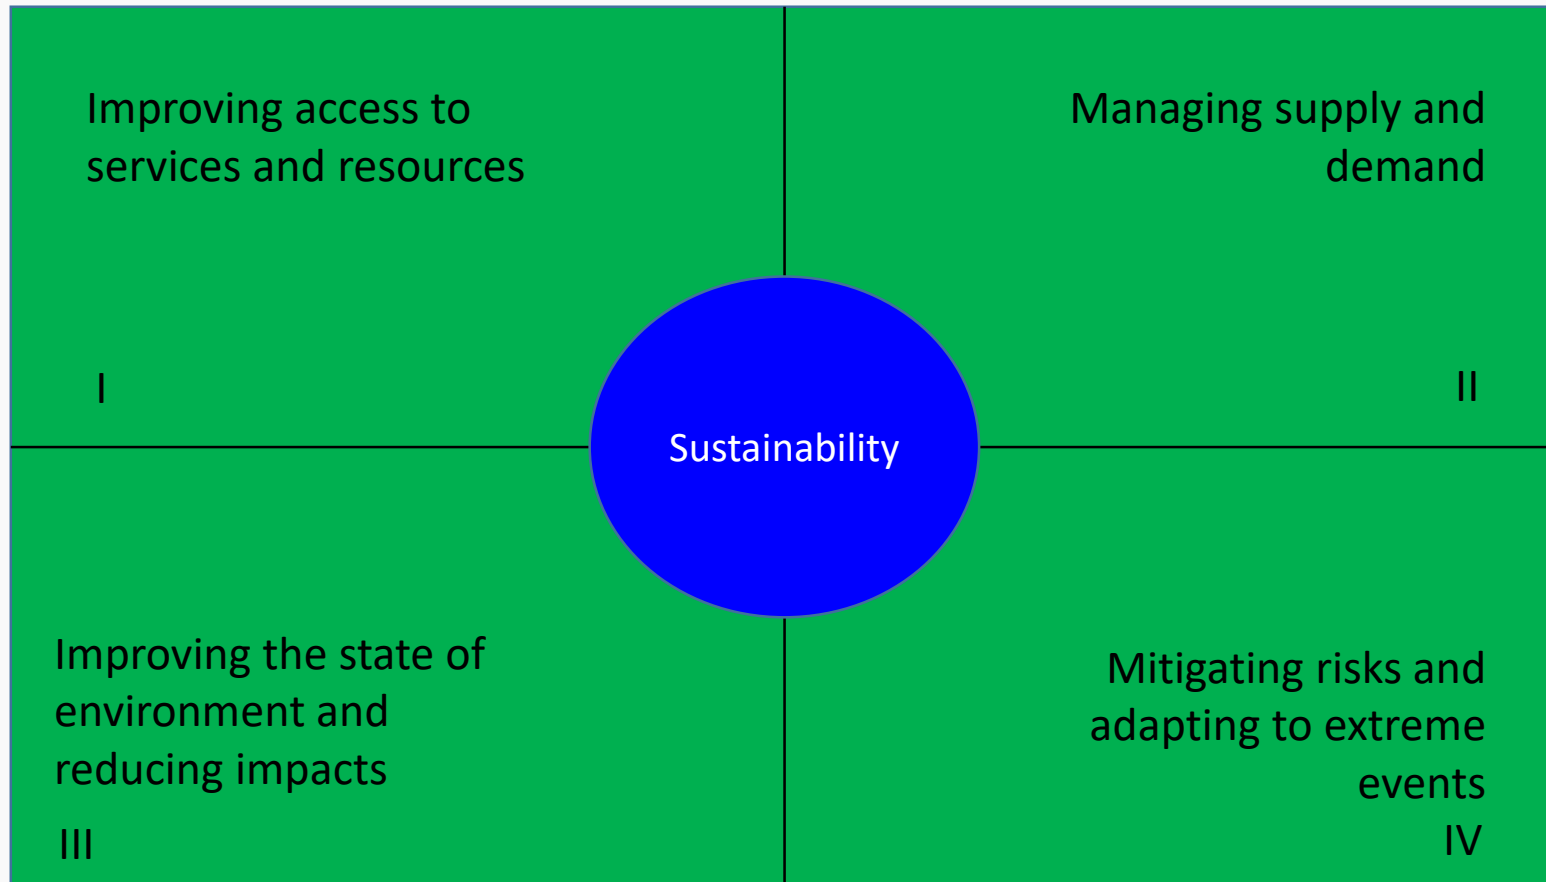 Improving access to
services and resources
I
Managing supply and
demand
II
Sustainability
Improving the state of
environment and
reducing impacts
III
Mitigating risks and
adapting to extreme
events
IV